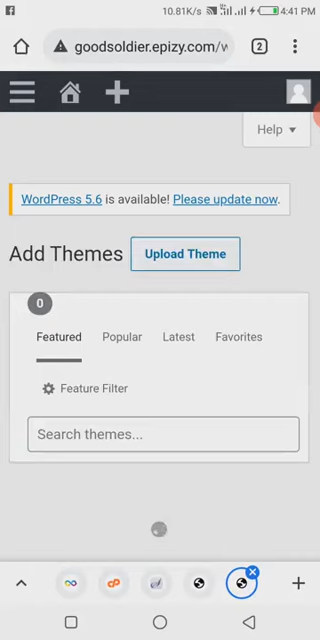 10.81K/s 4:41 PM
goodsoldier.epizy.com/w
2
Help
WordPress 5.6 is available! Please update now.
Add Themes
Upload Theme
0
Featured Popular Latest Favorites
Feature Filter
Search themes...